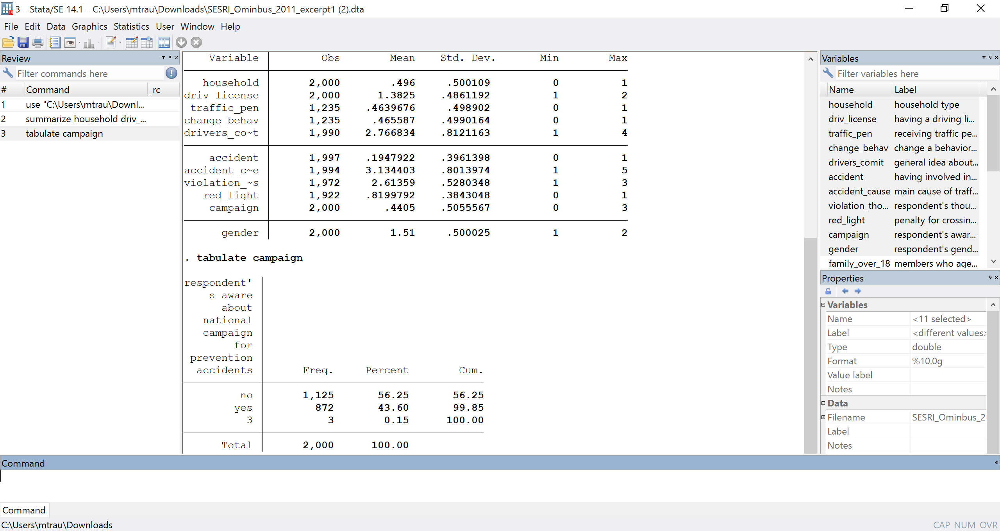 3 - Stata/SE 14.1 - C:\Users\mtrau\Downloads\SESRI_Ominbus_2011_excerpt1 (2).dta
File Edit Data Graphics Statistics User Window Help
Review
Filter commands here
# Command _rc
1 use "C:\Users\mtrau\Downl...
2 summarize household driv_...
3 tabulate campaign
Variable Obs Mean Std. Dev. Min Max
household 2,000 .496 .500109 0 1
driv_license 2,000 1.3825 .4861192 1 2
traffic_pen 1,235 .4639676 .498902 0 1
change_behav 1,235 .465587 .4990164 0 1
drivers_co~t 1,990 2.766834 .8121163 1 4
accident 1,997 .1947922 .3961398 0 1
accident_c~e 1,994 3.134403 .8013974 1 5
violation_~s 1,972 2.61359 .5280348 1 3
red_light 1,922 .8199792 .3843048 0 1
campaign 2,000 .4405 .5055567 0 3
gender 2,000 1.51 .500025 1 2
. tabulate campaign
respondent'
s aware
about
national
campaign
for
prevention
accidents Freq. Percent Cum.
no 1,125 56.25 56.25
yes 872 43.60 99.85
3 3 0.15 100.00
Total 2,000 100.00
Variables
Filter variables here
Name Label
household household type
driv_license having a driving li...
traffic_pen receiving traffic pe...
change_behav change a behavior...
drivers_comit general idea about...
accident having involved in...
accident_cause main cause of traff...
violation_tho... respondent's thou...
red_light penalty for crossin...
campaign respondent's awar...
gender respondent's gend...
family_over_18 members who age...
Properties
Variables
Name <11 selected>
Label <different values>
Type double
Format %10.0g
Value label
Notes
Data
Filename SESRI_Ominbus_2
Label
Notes
Command
Command
C:\Users\mtrau\Downloads
CAP NUM OVR